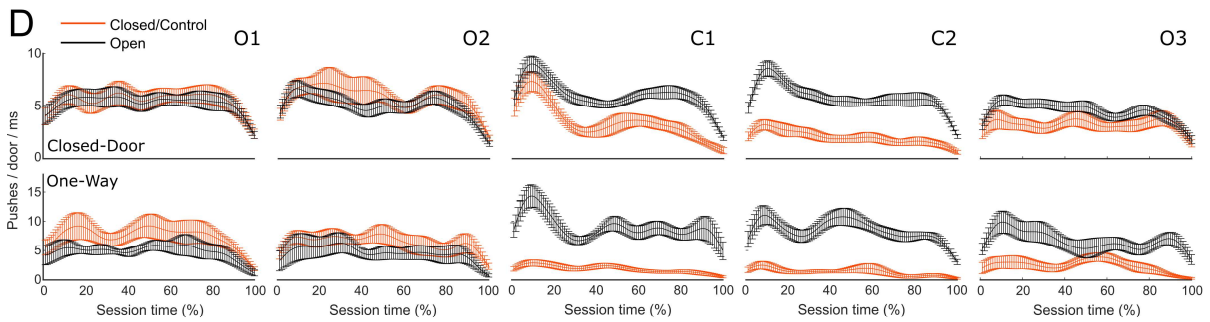 D
Closed/Control
Open
O1 O2 C1 C2 O3
Pushes / door / ms
10
5
0
Closed-Door
One-Way
15
10
5
0
0 20 40 60 80 100 0 20 40 60 80 100 0 20 40 60 80 100 0 20 40 60 80 100 0 20 40 60 80 100
Session time (%) Session time (%) Session time (%) Session time (%) Session time (%)